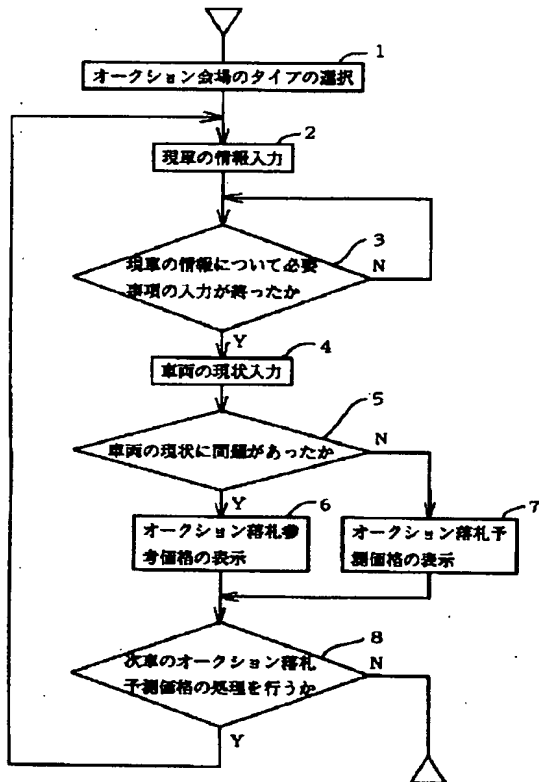 1
オークション会場のタイプの選択
2
現車の情報入力
3
現車の情報について必要
事項の入力が終ったか
N
Y
4
車両の現状入力
5
車両の現状に問題があったか
N
Y
6
オークション落札参
考価格の表示
7
オークション落札予
測価格の表示
8
次車のオークション落札
予測価格の処理を行うか
N
Y